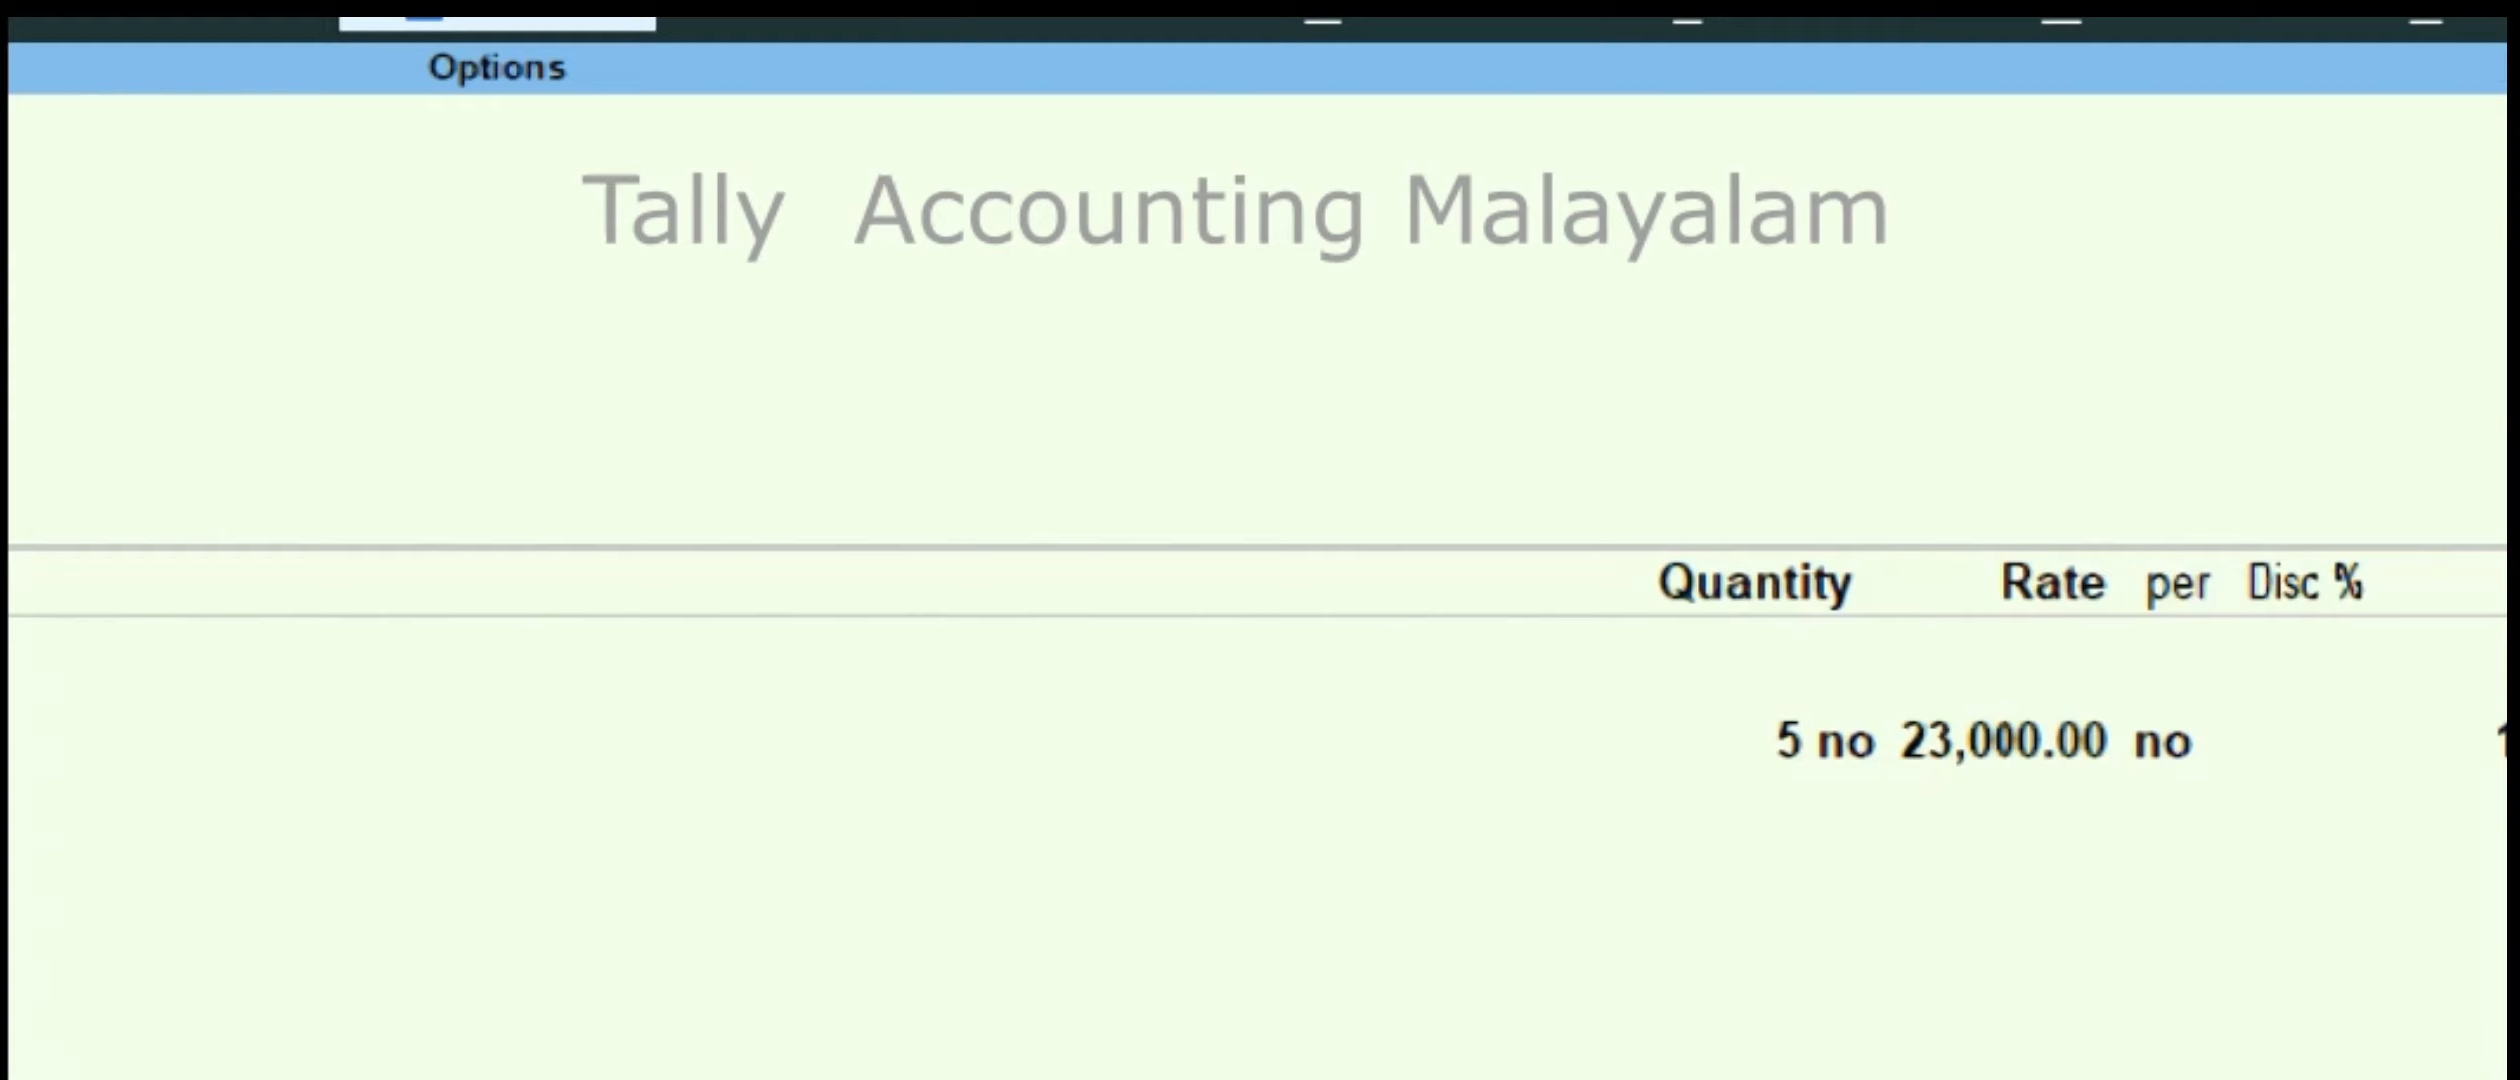 Options
Tally Accounting Malayalam
Quantity Rate per Disc %
5 no 23,000.00 no